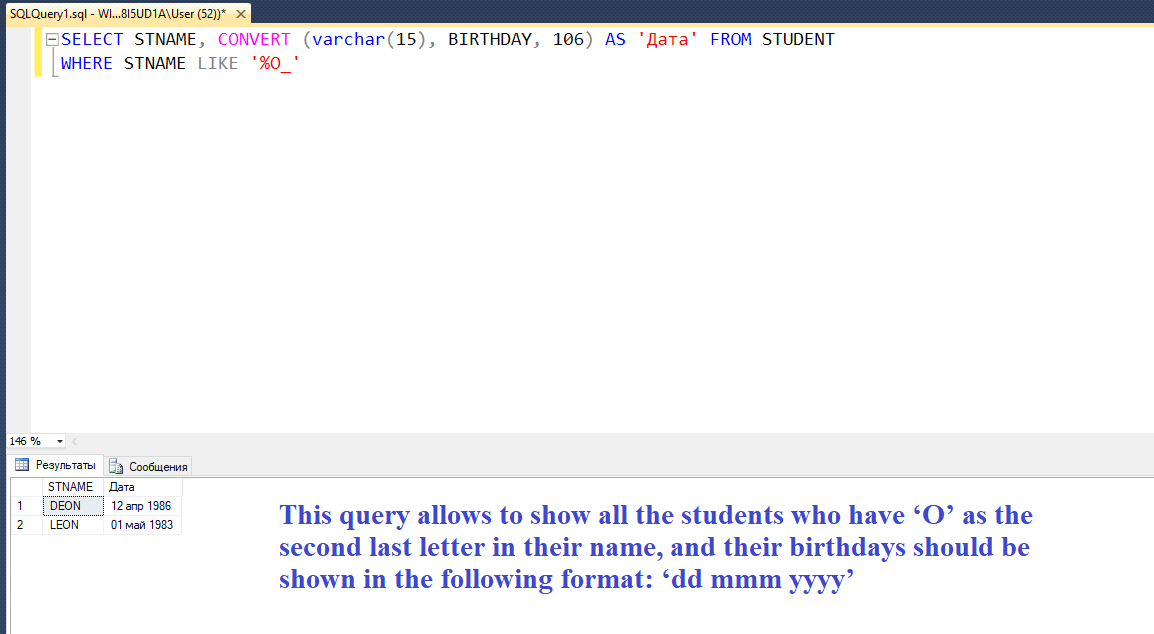 SQLQuery1.sql - WI...8I5UD1A\User (52))* ✕
SELECT STNAME, CONVERT (varchar(15), BIRTHDAY, 106) AS 'Дата' FROM STUDENT
WHERE STNAME LIKE '%O_'
146 %
Результаты Сообщения
STNAME Дата
1 DEON 12 апр 1986
2 LEON 01 май 1983
This query allows to show all the students who have ‘O’ as the
second last letter in their name, and their birthdays should be
shown in the following format: ‘dd mmm yyyy’